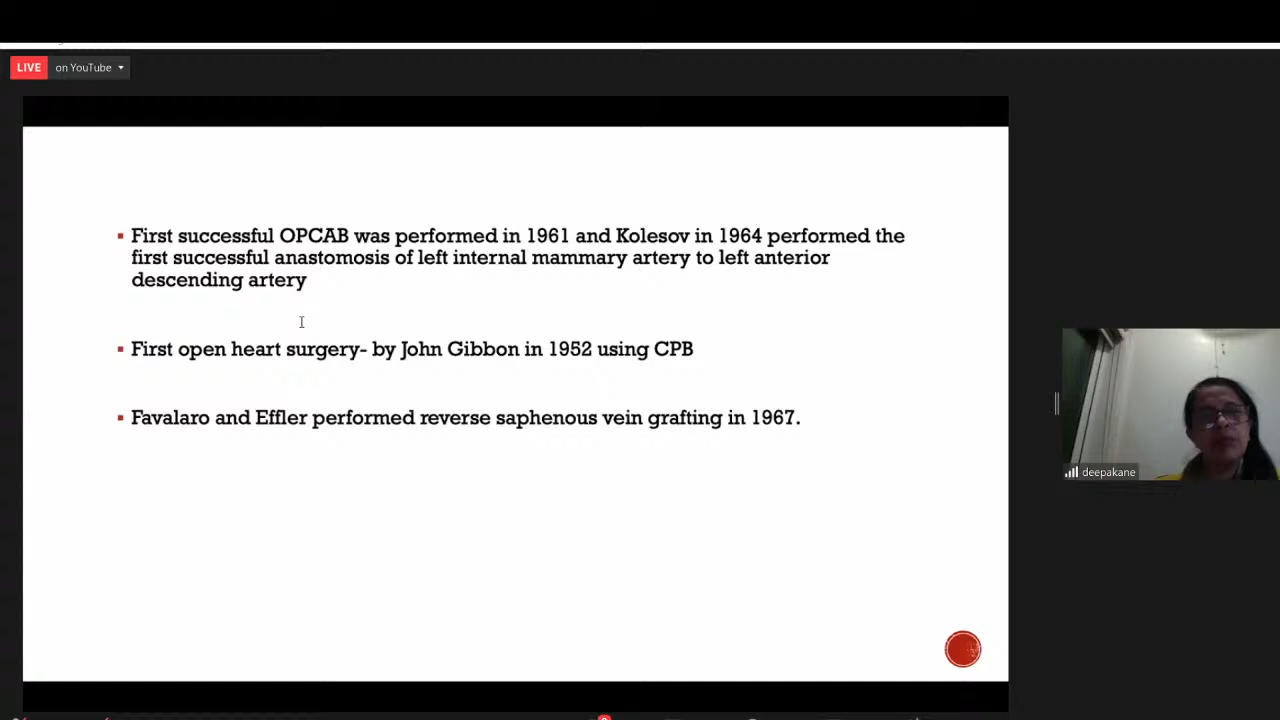 LIVE on YouTube
▪ First successful OPCAB was performed in 1961 and Kolesov in 1964 performed the
first successful anastomosis of left internal mammary artery to left anterior
descending artery
▪ First open heart surgery- by John Gibbon in 1952 using CPB
▪ Favalaro and Effler performed reverse saphenous vein grafting in 1967.
deepakane